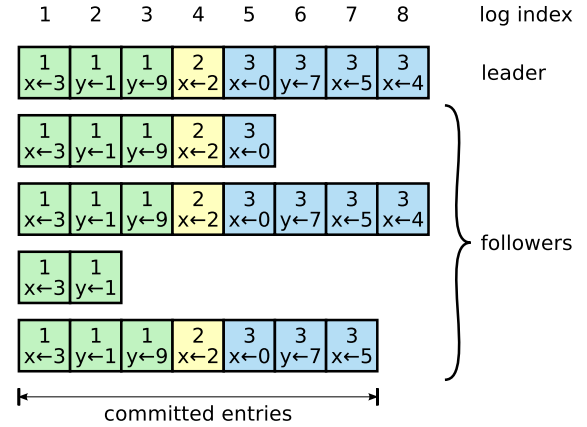 1 2 3 4 5 6 7 8 log index
1 1 1 2 3 3 3 3
x←3 y←1 y←9 x←2 x←0 y←7 x←5 x←4
leader
1 1 1 2 3
x←3 y←1 y←9 x←2 x←0
1 1 1 2 3 3 3 3
x←3 y←1 y←9 x←2 x←0 y←7 x←5 x←4
followers
1 1
x←3 y←1
1 1 1 2 3 3 3
x←3 y←1 y←9 x←2 x←0 y←7 x←5
committed entries